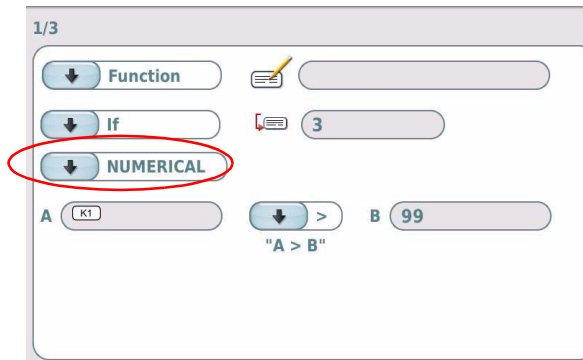 1/3
Function
If 3
NUMERICAL
A K1 > B 99
"A > B"